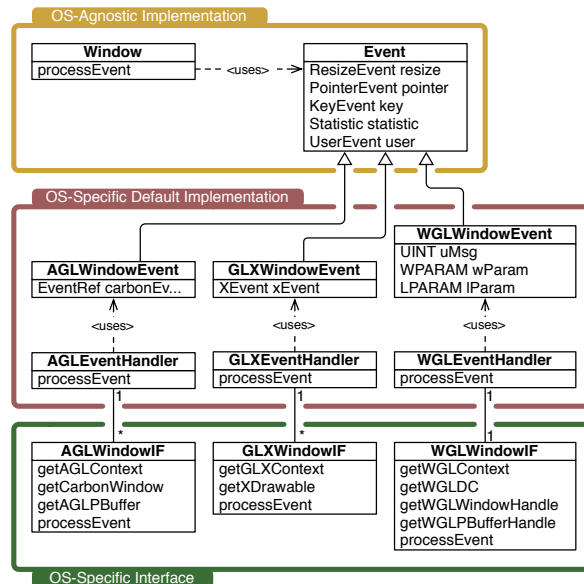 OS-Agnostic Implementation
Window
processEvent
<uses>
Event
ResizeEvent resize
PointerEvent pointer
KeyEvent key
Statistic statistic
UserEvent user
OS-Specific Default Implementation
AGLWindowEvent
EventRef carbonEv...
GLXWindowEvent
XEvent xEvent
WGLWindowEvent
UINT uMsg
WPARAM wParam
LPARAM lParam
<uses>
<uses>
<uses>
AGLEventHandler
processEvent
GLXEventHandler
processEvent
WGLEventHandler
processEvent
1
1
1
*
*
1
AGLWindowIF
getAGLContext
getCarbonWindow
getAGLPBuffer
processEvent
GLXWindowIF
getGLXContext
getXDrawable
processEvent
WGLWindowIF
getWGLContext
getWGLDC
getWGLWindowHandle
getWGLPBufferHandle
processEvent
OS-Specific Interface